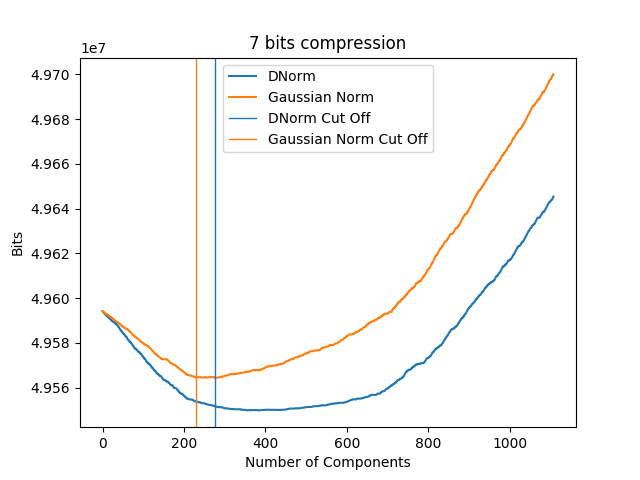 7 bits compression
1e7
4.970
4.968
4.966
4.964
4.962
4.960
4.958
4.956
Bits
DNorm
Gaussian Norm
DNorm Cut Off
Gaussian Norm Cut Off
0 200 400 600 800 1000
Number of Components